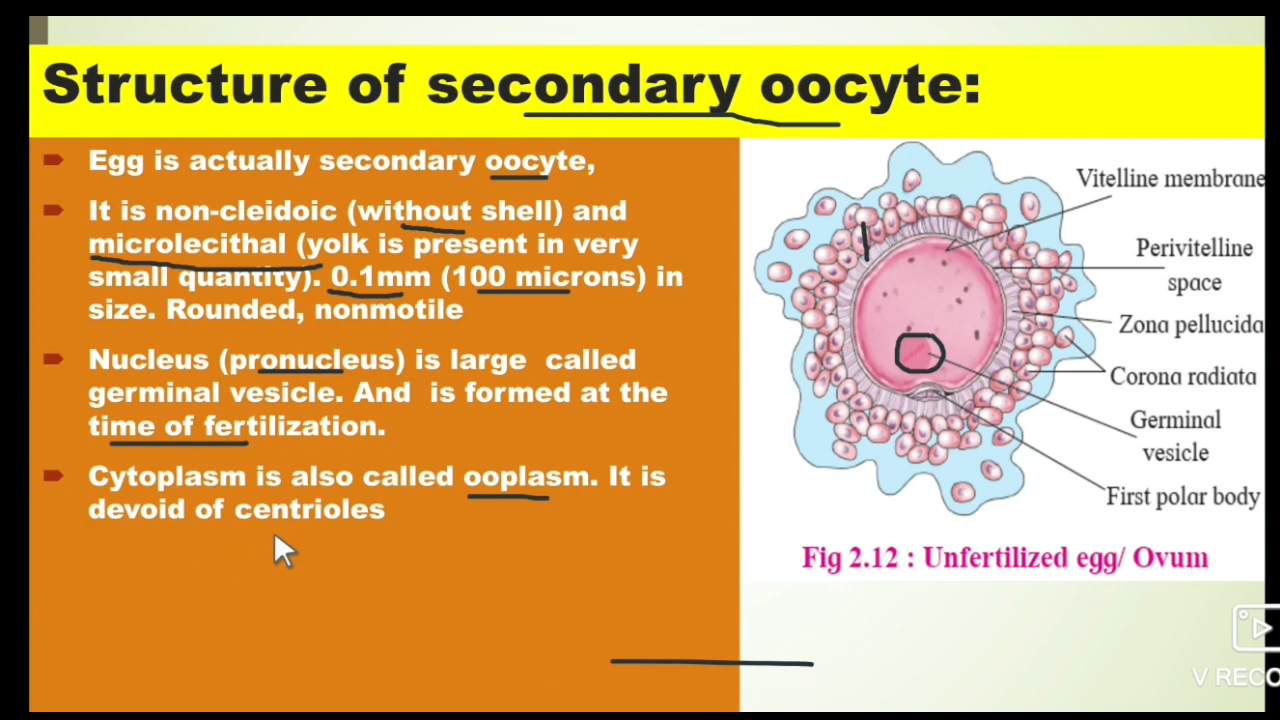 Structure of secondary oocyte:
Egg is actually secondary oocyte,
It is non-cleidoic (without shell) and
microlecithal (yolk is present in very
small quantity). 0.1mm (100 microns) in
size. Rounded, nonmotile
Nucleus (pronucleus) is large called
germinal vesicle. And is formed at the
time of fertilization.
Cytoplasm is also called ooplasm. It is
devoid of centrioles
Vitelline membrane
Perivitelline
space
Zona pellucida
Corona radiata
Germinal
vesicle
First polar body
Fig 2.12 : Unfertilized egg/ Ovum
V RECO